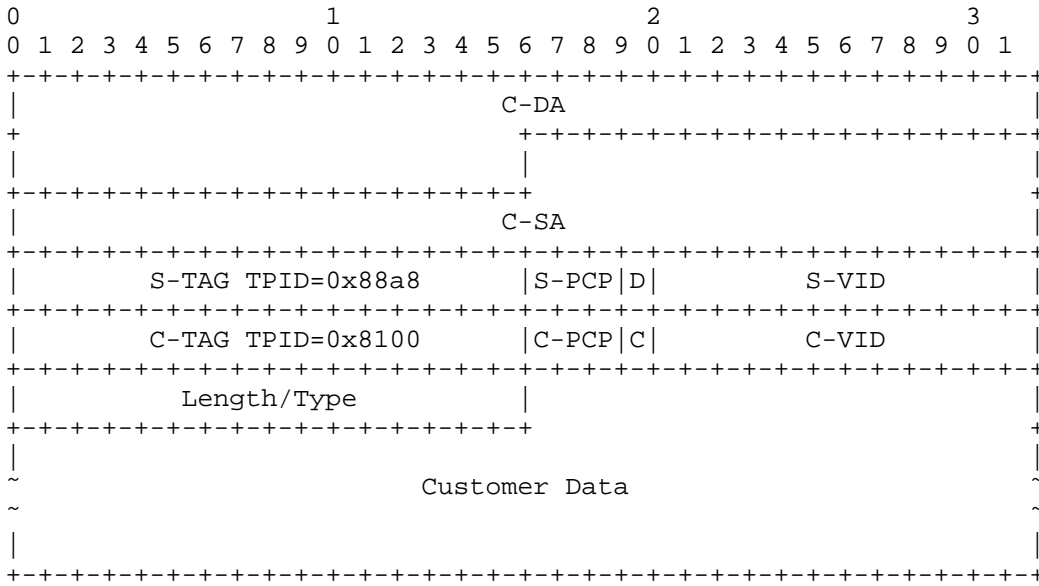 0                   1                   2                   3
0 1 2 3 4 5 6 7 8 9 0 1 2 3 4 5 6 7 8 9 0 1 2 3 4 5 6 7 8 9 0 1
+-+-+-+-+-+-+-+-+-+-+-+-+-+-+-+-+-+-+-+-+-+-+-+-+-+-+-+-+-+-+-+-+
|                              C-DA                             |
+                               +-+-+-+-+-+-+-+-+-+-+-+-+-+-+-+-+
|                               |                               |
+-+-+-+-+-+-+-+-+-+-+-+-+-+-+-+-+                               +
|                              C-SA                             |
+-+-+-+-+-+-+-+-+-+-+-+-+-+-+-+-+-+-+-+-+-+-+-+-+-+-+-+-+-+-+-+-+
|        S-TAG TPID=0x88a8      |S-PCP|D|         S-VID         |
+-+-+-+-+-+-+-+-+-+-+-+-+-+-+-+-+-+-+-+-+-+-+-+-+-+-+-+-+-+-+-+-+
|        C-TAG TPID=0x8100      |C-PCP|C|         C-VID         |
+-+-+-+-+-+-+-+-+-+-+-+-+-+-+-+-+-+-+-+-+-+-+-+-+-+-+-+-+-+-+-+-+
|          Length/Type          |                               |
+-+-+-+-+-+-+-+-+-+-+-+-+-+-+-+-+                               +
|                                                               |
~                         Customer Data                         ~
~                                                               ~
|                                                               |
+-+-+-+-+-+-+-+-+-+-+-+-+-+-+-+-+-+-+-+-+-+-+-+-+-+-+-+-+-+-+-+-+